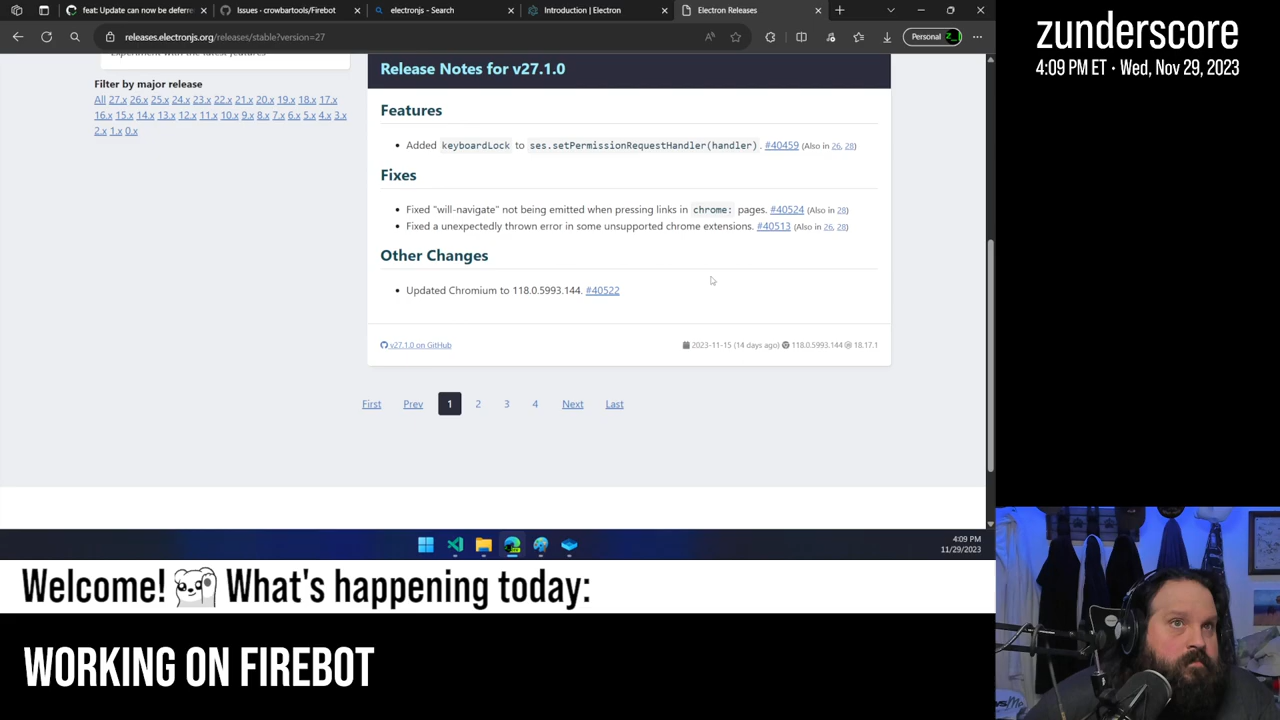 feat: Update can now be deferre
Issues · crowbartools/Firebot
electronjs - Search
Introduction | Electron
Electron Releases
releases.electronjs.org/releases/stable?version=27
Personal
experiment with the latest features
Filter by major release
All 27.x 26.x 25.x 24.x 23.x 22.x 21.x 20.x 19.x 18.x 17.x
16.x 15.x 14.x 13.x 12.x 11.x 10.x 9.x 8.x 7.x 6.x 5.x 4.x 3.x
2.x 1.x 0.x
Release Notes for v27.1.0
Features
Added keyboardLock to ses.setPermissionRequestHandler(handler) . #40459 (Also in 26, 28)
Fixes
Fixed "will-navigate" not being emitted when pressing links in chrome: pages. #40524 (Also in 28)
Fixed a unexpectedly thrown error in some unsupported chrome extensions. #40513 (Also in 26, 28)
Other Changes
Updated Chromium to 118.0.5993.144. #40522
v27.1.0 on GitHub
2023-11-15 (14 days ago) 118.0.5993.144 18.17.1
First Prev 1 2 3 4 Next Last
4:09 PM
11/29/2023
zunderscore
4:09 PM ET • Wed, Nov 29, 2023
Welcome! What's happening today:
WORKING ON FIREBOT